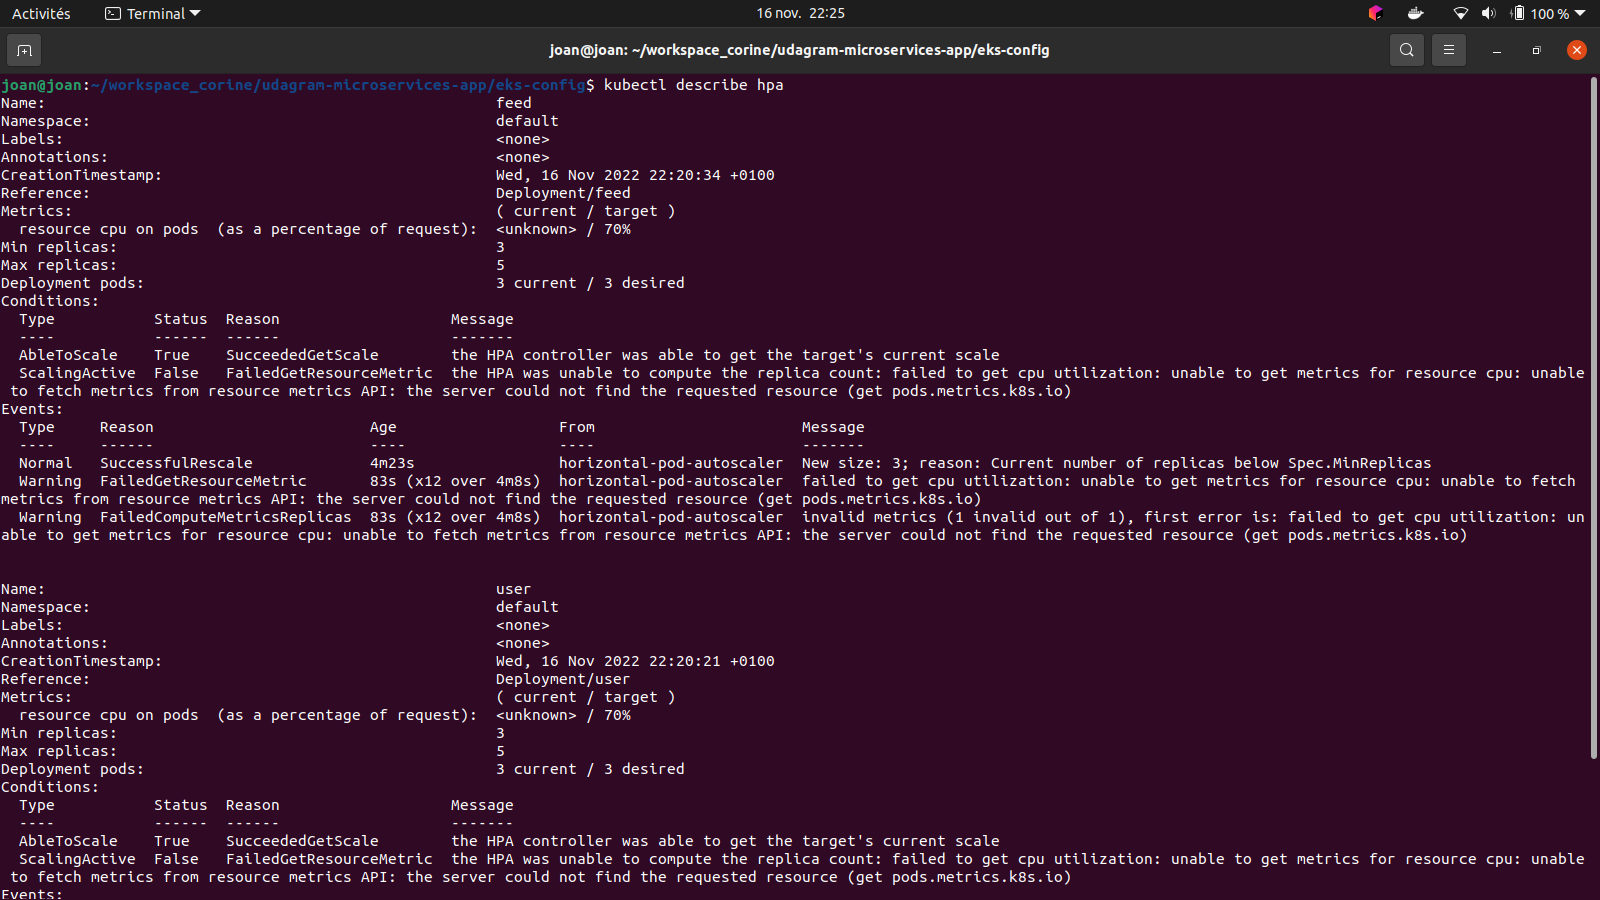 Activités Terminal 16 nov. 22:25 100 %
joan@joan: ~/workspace_corine/udagram-microservices-app/eks-config
joan@joan:~/workspace_corine/udagram-microservices-app/eks-config$ kubectl describe hpa
Name: feed
Namespace: default
Labels: <none>
Annotations: <none>
CreationTimestamp: Wed, 16 Nov 2022 22:20:34 +0100
Reference: Deployment/feed
Metrics: ( current / target )
resource cpu on pods (as a percentage of request): <unknown> / 70%
Min replicas: 3
Max replicas: 5
Deployment pods: 3 current / 3 desired
Conditions:
Type Status Reason Message
---- ------ ------ -------
AbleToScale True SucceededGetScale the HPA controller was able to get the target's current scale
ScalingActive False FailedGetResourceMetric the HPA was unable to compute the replica count: failed to get cpu utilization: unable to get metrics for resource cpu: unable
to fetch metrics from resource metrics API: the server could not find the requested resource (get pods.metrics.k8s.io)
Events:
Type Reason Age From Message
---- ------ ---- ---- -------
Normal SuccessfulRescale 4m23s horizontal-pod-autoscaler New size: 3; reason: Current number of replicas below Spec.MinReplicas
Warning FailedGetResourceMetric 83s (x12 over 4m8s) horizontal-pod-autoscaler failed to get cpu utilization: unable to get metrics for resource cpu: unable to fetch
metrics from resource metrics API: the server could not find the requested resource (get pods.metrics.k8s.io)
Warning FailedComputeMetricsReplicas 83s (x12 over 4m8s) horizontal-pod-autoscaler invalid metrics (1 invalid out of 1), first error is: failed to get cpu utilization: un
able to get metrics for resource cpu: unable to fetch metrics from resource metrics API: the server could not find the requested resource (get pods.metrics.k8s.io)
Name: user
Namespace: default
Labels: <none>
Annotations: <none>
CreationTimestamp: Wed, 16 Nov 2022 22:20:21 +0100
Reference: Deployment/user
Metrics: ( current / target )
resource cpu on pods (as a percentage of request): <unknown> / 70%
Min replicas: 3
Max replicas: 5
Deployment pods: 3 current / 3 desired
Conditions:
Type Status Reason Message
---- ------ ------ -------
AbleToScale True SucceededGetScale the HPA controller was able to get the target's current scale
ScalingActive False FailedGetResourceMetric the HPA was unable to compute the replica count: failed to get cpu utilization: unable to get metrics for resource cpu: unable
to fetch metrics from resource metrics API: the server could not find the requested resource (get pods.metrics.k8s.io)
Events: